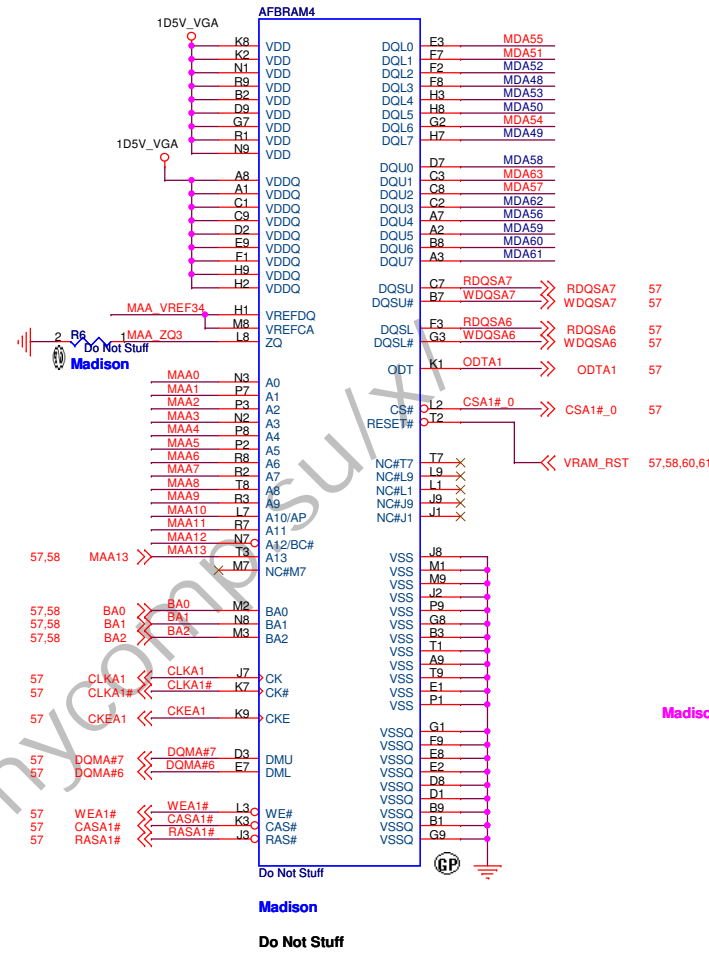 AFBRAM4
1D5V_VGA
K8 VDD
K2 VDD
N1 VDD
R9 VDD
B2 VDD
D9 VDD
G7 VDD
R1 VDD
N9 VDD
1D5V_VGA
A8 VDDQ
A1 VDDQ
C1 VDDQ
C9 VDDQ
D2 VDDQ
E9 VDDQ
F1 VDDQ
H9 VDDQ
H2 VDDQ
MAA_VREF34 H1 VREFDQ
M8 VREFCA
2 R6 1 MAA_ZQ3 L8 ZQ
Do Not Stuff
Madison
MAA0 N3 A0
MAA1 P7 A1
MAA2 P3 A2
MAA3 N2 A3
MAA4 P8 A4
MAA5 P2 A5
MAA6 R8 A6
MAA7 R2 A7
MAA8 T8 A8
MAA9 R3 A9
MAA10 L7 A10/AP
MAA11 R7 A11
MAA12 N7 A12/BC#
57,58 MAA13 MAA13 T3 A13
M7 NC#M7
57,58 BA0 BA0 M2 BA0
57,58 BA1 BA1 N8 BA1
57,58 BA2 BA2 M3 BA2
57 CLKA1 CLKA1 J7 CK
57 CLKA1# CLKA1# K7 CK#
57 CKEA1 CKEA1 K9 CKE
57 DQMA#7 DQMA#7 D3 DMU
57 DQMA#6 DQMA#6 E7 DML
57 WEA1# WEA1# L3 WE#
57 CASA1# CASA1# K3 CAS#
57 RASA1# RASA1# J3 RAS#
DQL0 E3 MDA55
DQL1 F7 MDA51
DQL2 F2 MDA52
DQL3 F8 MDA48
DQL4 H3 MDA53
DQL5 H8 MDA50
DQL6 G2 MDA54
DQL7 H7 MDA49
DQU0 D7 MDA58
DQU1 C3 MDA63
DQU2 C8 MDA57
DQU3 C2 MDA62
DQU4 A7 MDA56
DQU5 A2 MDA59
DQU6 B8 MDA60
DQU7 A3 MDA61
DQSU C7 RDQSA7 RDQSA7 57
DQSU# B7 WDQSA7 WDQSA7 57
DQSL F3 RDQSA6 RDQSA6 57
DQSL# G3 WDQSA6 WDQSA6 57
ODT K1 ODTA1 ODTA1 57
CS# L2 CSA1#_0 CSA1#_0 57
RESET# T2
VRAM_RST 57,58,60,61
NC#T7 T7
NC#L9 L9
NC#L1 L1
NC#J9 J9
NC#J1 J1
VSS J8
VSS M1
VSS M9
VSS J2
VSS P9
VSS G8
VSS B3
VSS T1
VSS A9
VSS T9
VSS E1
VSS P1
VSSQ G1
VSSQ F9
VSSQ E8
VSSQ E2
VSSQ D8
VSSQ D1
VSSQ B9
VSSQ B1
VSSQ G9
GP
Do Not Stuff
Madison
Do Not Stuff
Madisc
mycomp.su/x/